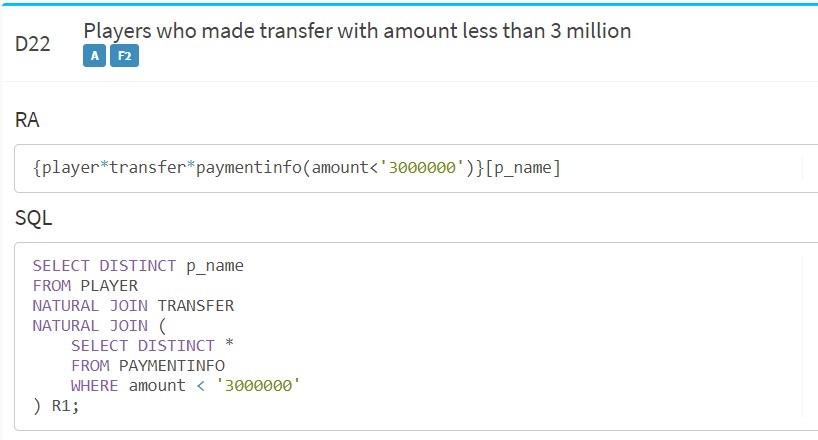 D22
Players who made transfer with amount less than 3 million
A F2
RA
{player*transfer*paymentinfo(amount<'3000000')}[p_name]
SQL
SELECT DISTINCT p_name
FROM PLAYER
NATURAL JOIN TRANSFER
NATURAL JOIN (
    SELECT DISTINCT *
    FROM PAYMENTINFO
    WHERE amount < '3000000'
) R1;